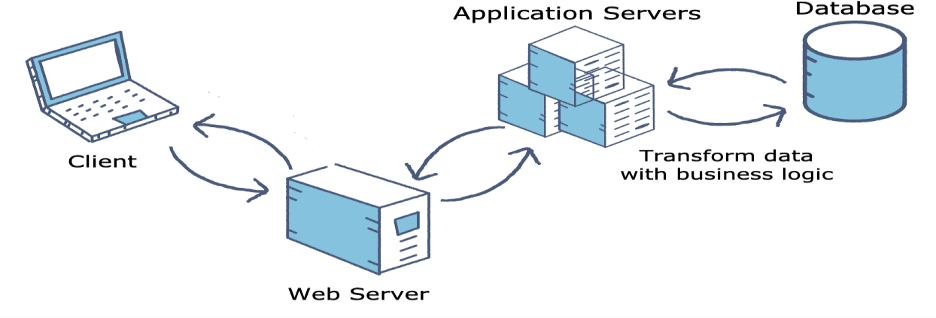 Application Servers
Database
Client
Transform data
with business logic
Web Server